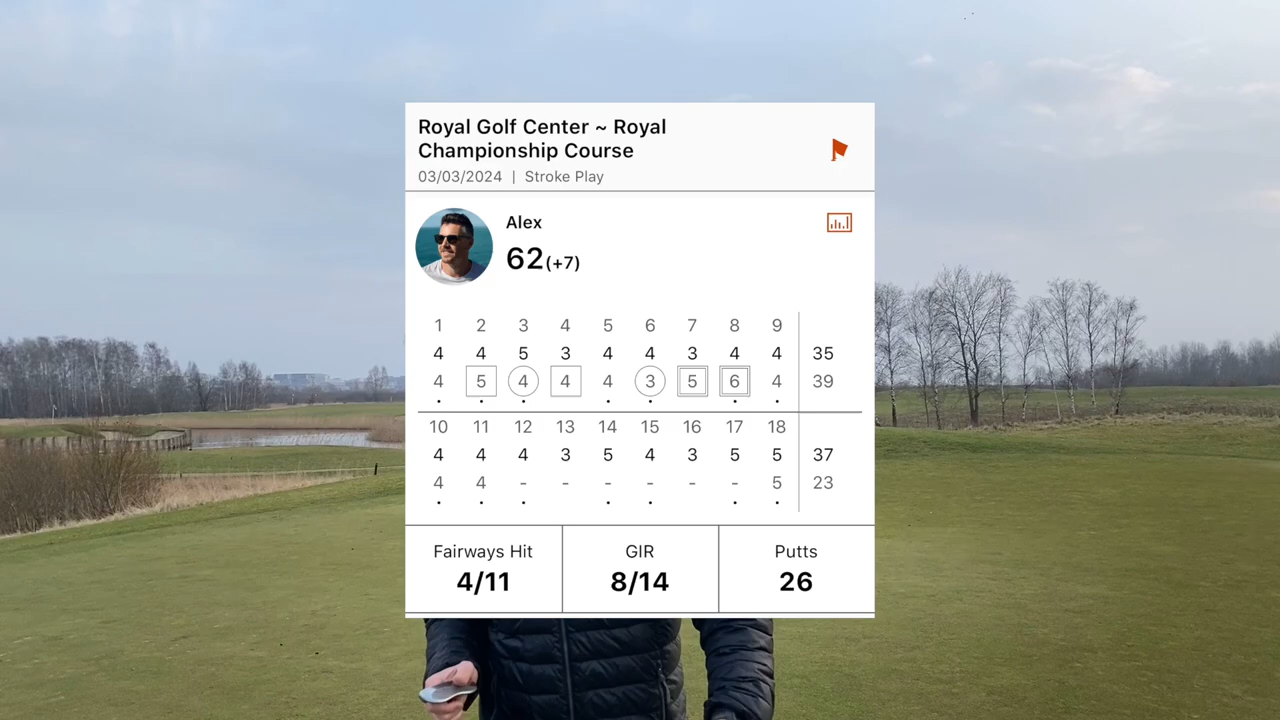 Royal Golf Center ~ Royal
Championship Course
03/03/2024 | Stroke Play
Alex
62(+7)
1 2 3 4 5 6 7 8 9
4 4 5 3 4 4 3 4 4 35
4 5 4 4 4 3 5 6 4 39
10 11 12 13 14 15 16 17 18
4 4 4 3 5 4 3 5 5 37
4 4 - - - - - - 5 23
Fairways Hit GIR Putts
4/11 8/14 26